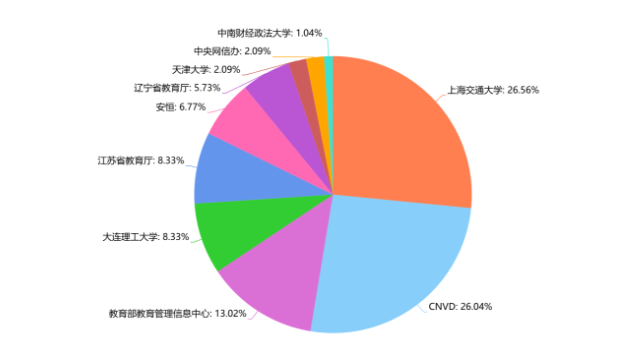 中南财经政法大学: 1.04%
中央网信办: 2.09%
天津大学: 2.09%
辽宁省教育厅: 5.73%
安恒: 6.77%
江苏省教育厅: 8.33%
大连理工大学: 8.33%
教育部教育管理信息中心: 13.02%
上海交通大学: 26.56%
CNVD: 26.04%